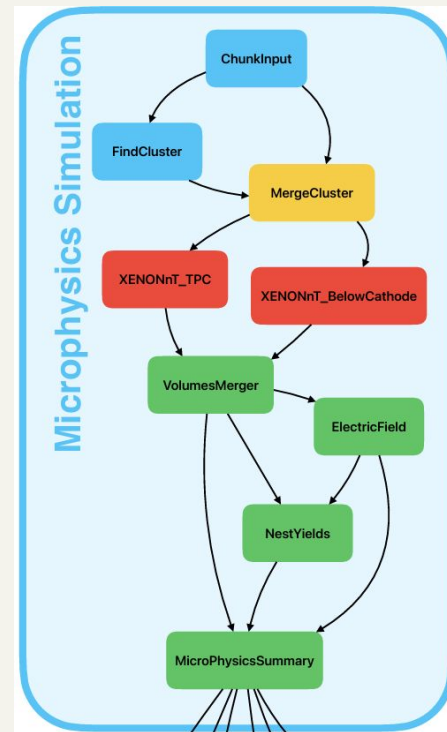 Microphysics Simulation
ChunkInput
FindCluster
MergeCluster
XENONnT_TPC
XENONnT_BelowCathode
VolumesMerger
ElectricField
NestYields
MicroPhysicsSummary